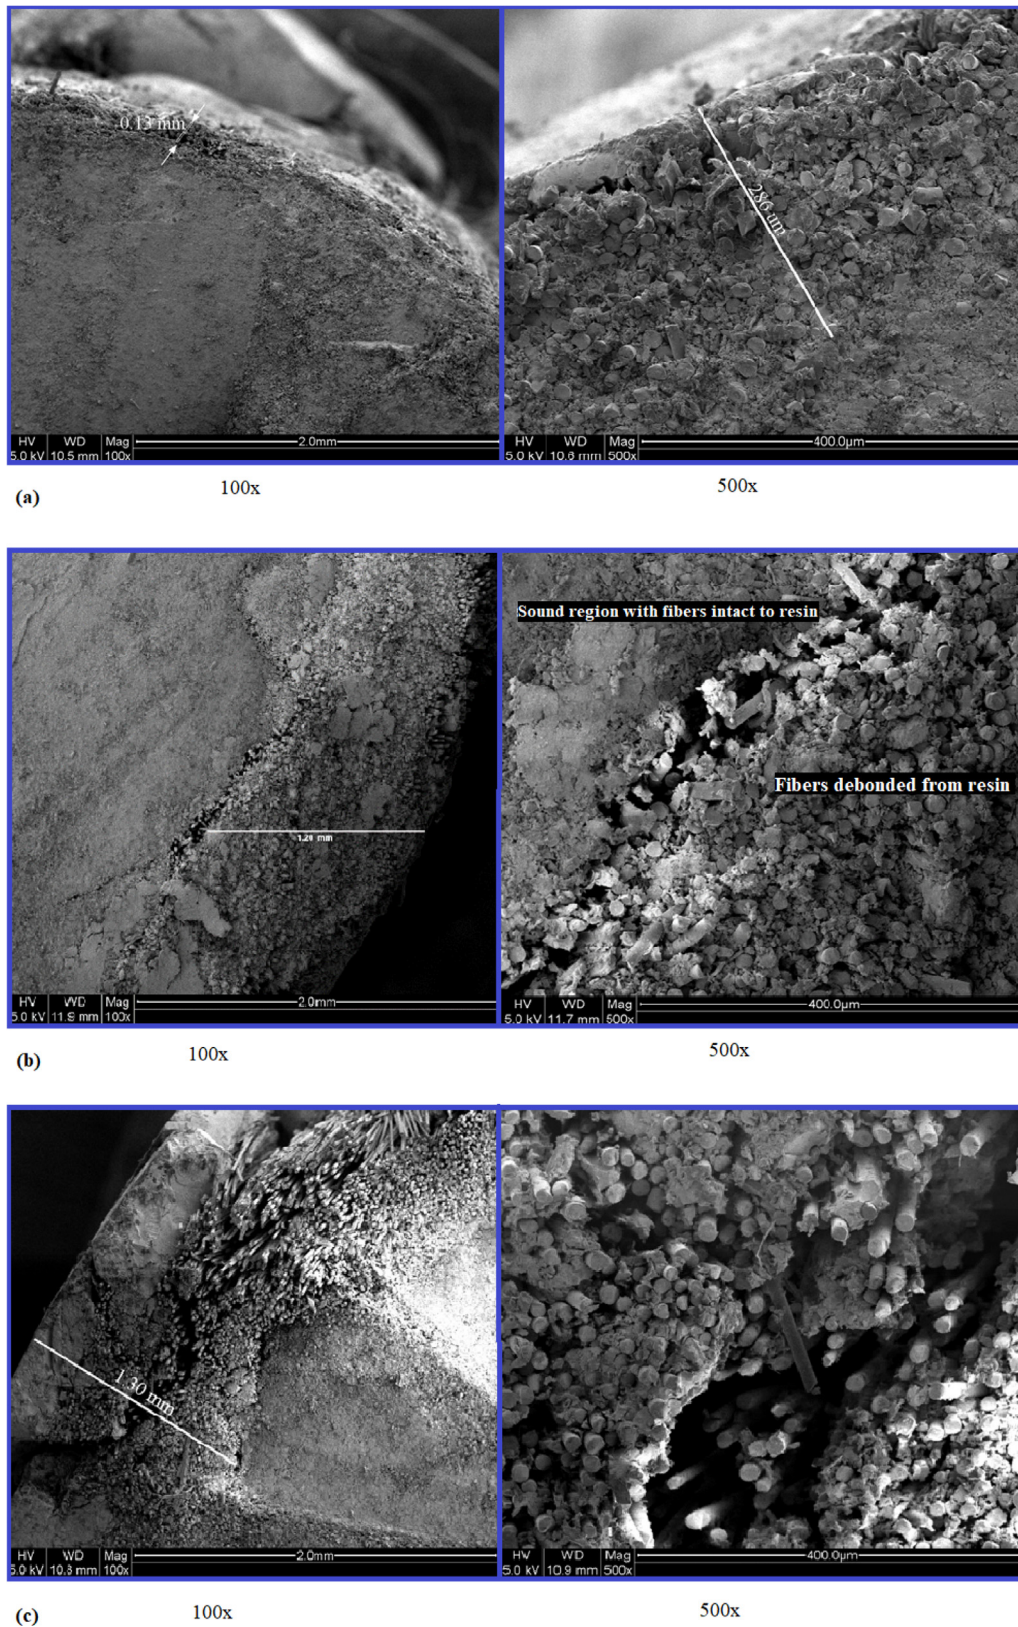 0.13 mm
286 um
HV WD Mag 2.0mm
5.0 kV 10.5 mm 100x
HV WD Mag 400.0µm
5.0 kV 10.6 mm 500x
(a) 100x 500x
Sound region with fibers intact to resin
Fibers debonded from resin
HV WD Mag 2.0mm
5.0 kV 11.9 mm 100x
HV WD Mag 400.0µm
5.0 kV 11.7 mm 500x
(b) 100x 500x
1.30 mm
HV WD Mag 2.0mm
5.0 kV 10.8 mm 100x
HV WD Mag 400.0µm
5.0 kV 10.9 mm 500x
(c) 100x 500x